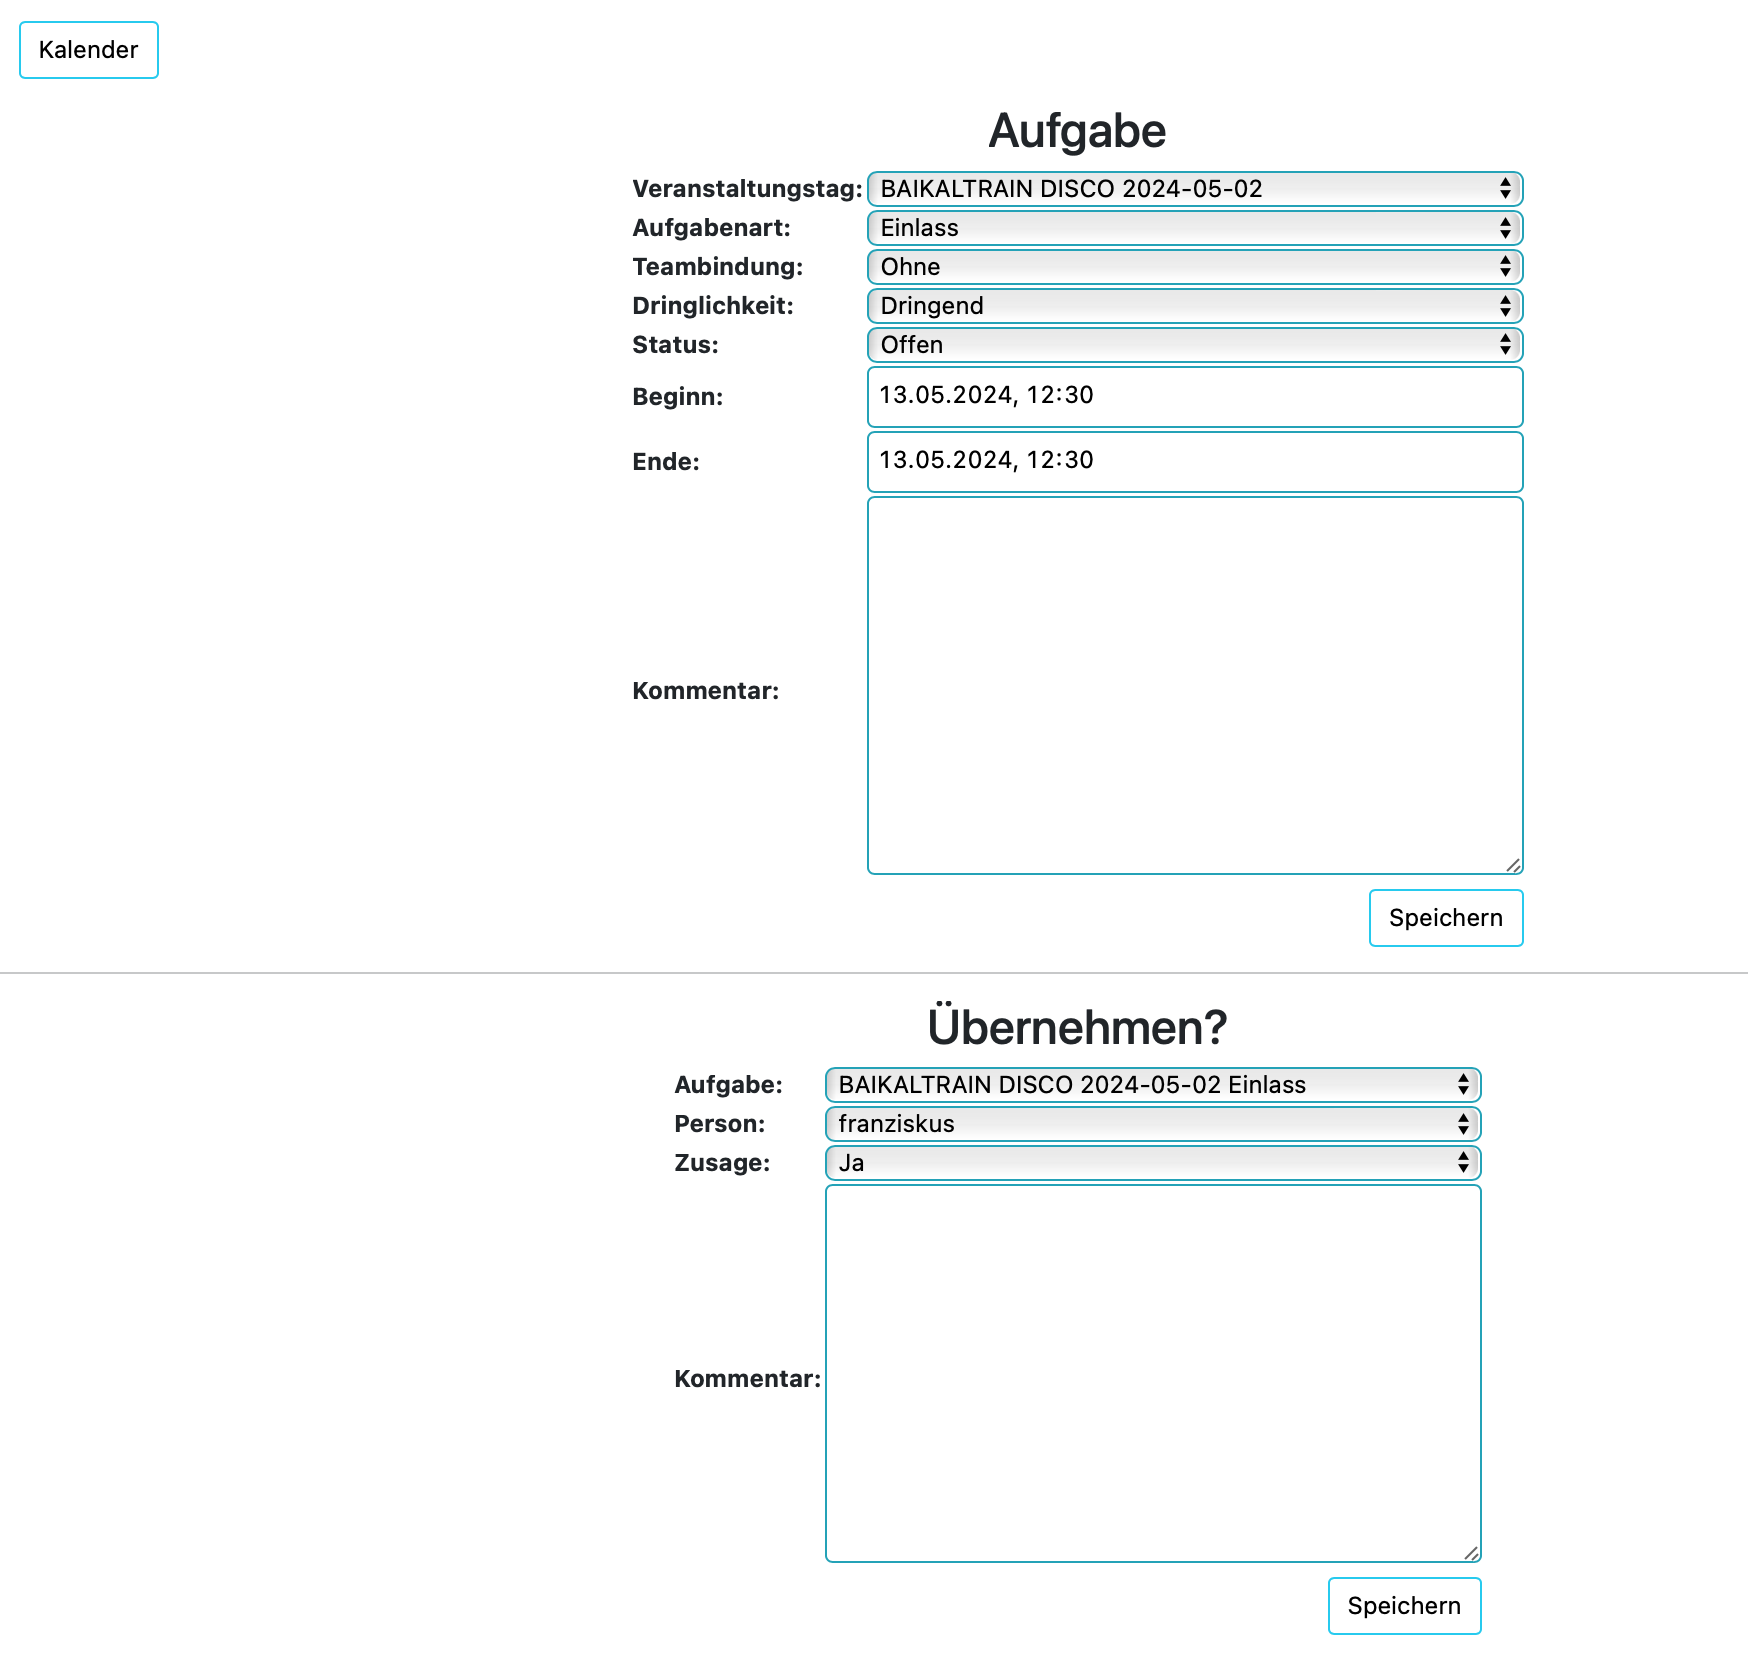 Kalender
Aufgabe
Veranstaltungstag: BAIKALTRAIN DISCO 2024-05-02
Aufgabenart: Einlass
Teambindung: Ohne
Dringlichkeit: Dringend
Status: Offen
Beginn: 13.05.2024, 12:30
Ende: 13.05.2024, 12:30
Kommentar:
Speichern
Übernehmen?
Aufgabe: BAIKALTRAIN DISCO 2024-05-02 Einlass
Person: franziskus
Zusage: Ja
Kommentar:
Speichern